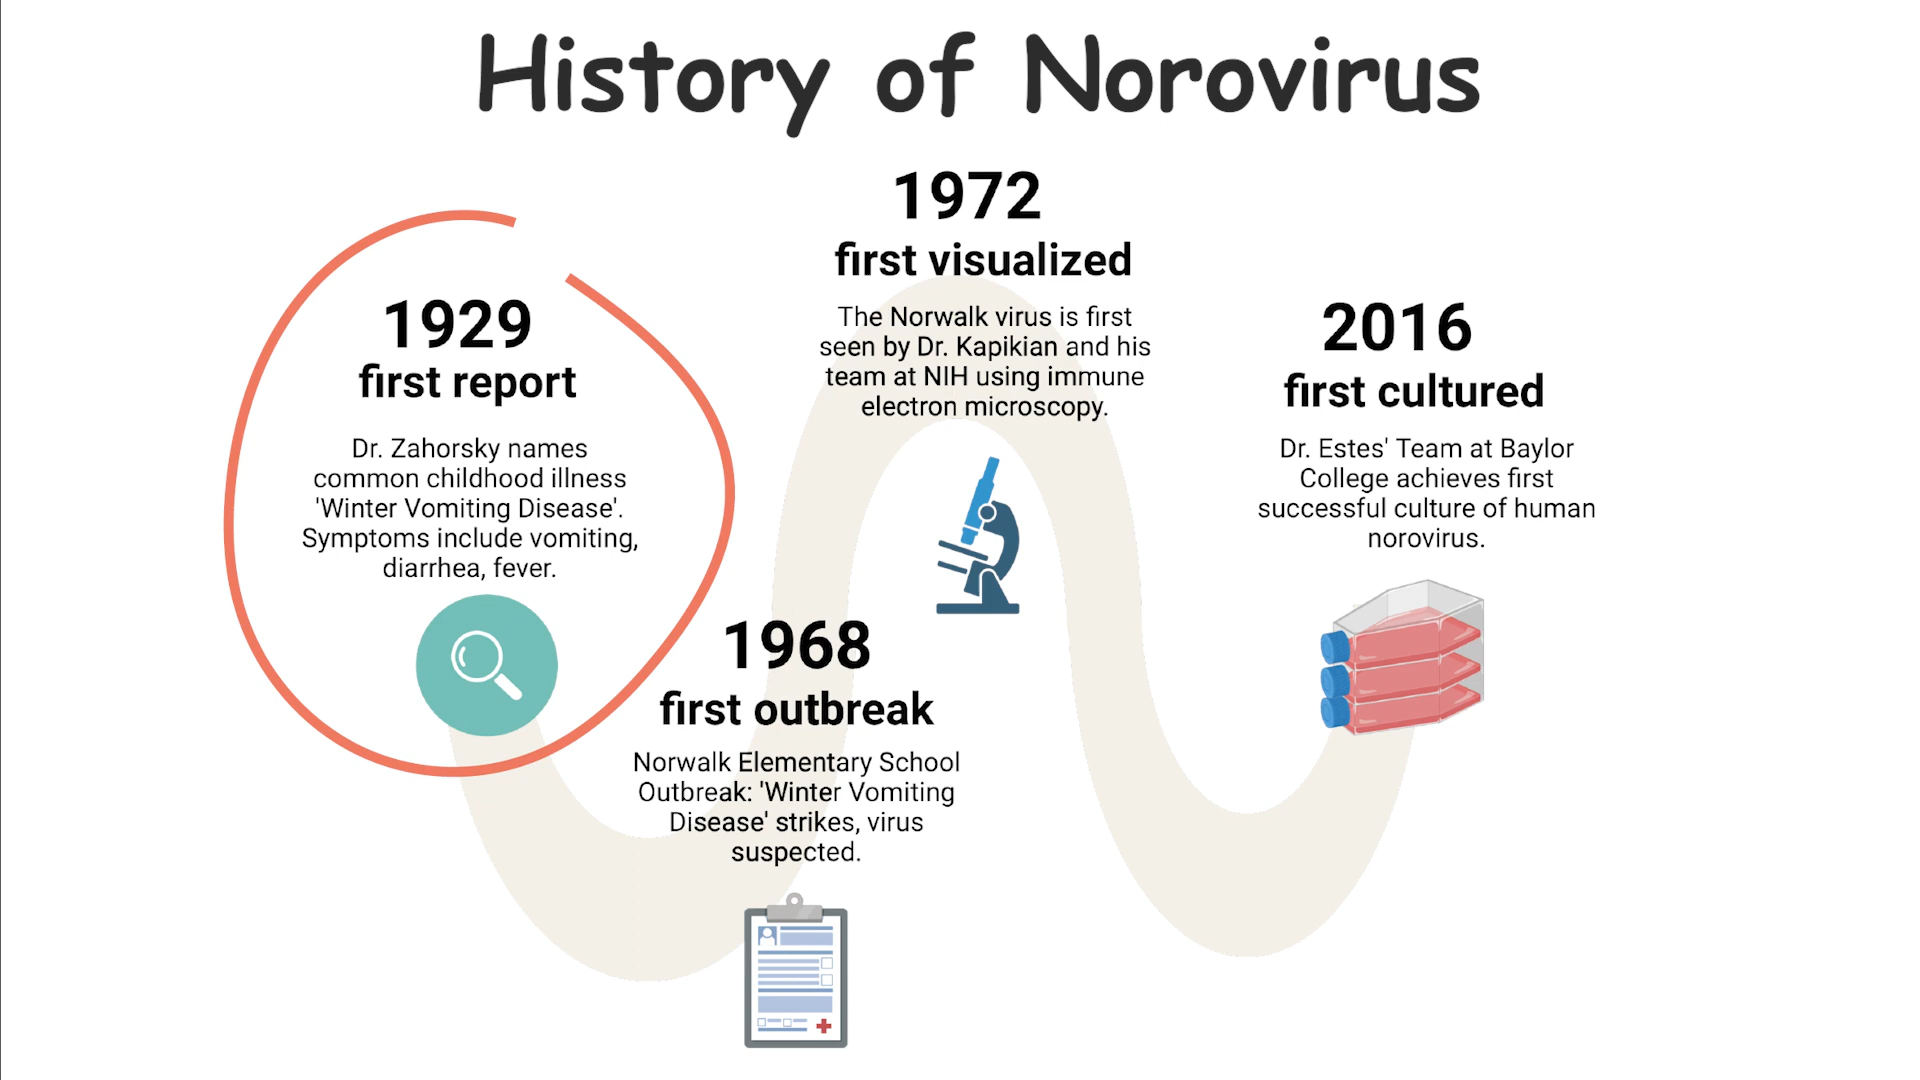 History of Norovirus
1929
first report
Dr. Zahorsky names
common childhood illness
'Winter Vomiting Disease'.
Symptoms include vomiting,
diarrhea, fever.
1968
first outbreak
Norwalk Elementary School
Outbreak: 'Winter Vomiting
Disease' strikes, virus
suspected.
1972
first visualized
The Norwalk virus is first
seen by Dr. Kapikian and his
team at NIH using immune
electron microscopy.
2016
first cultured
Dr. Estes' Team at Baylor
College achieves first
successful culture of human
norovirus.